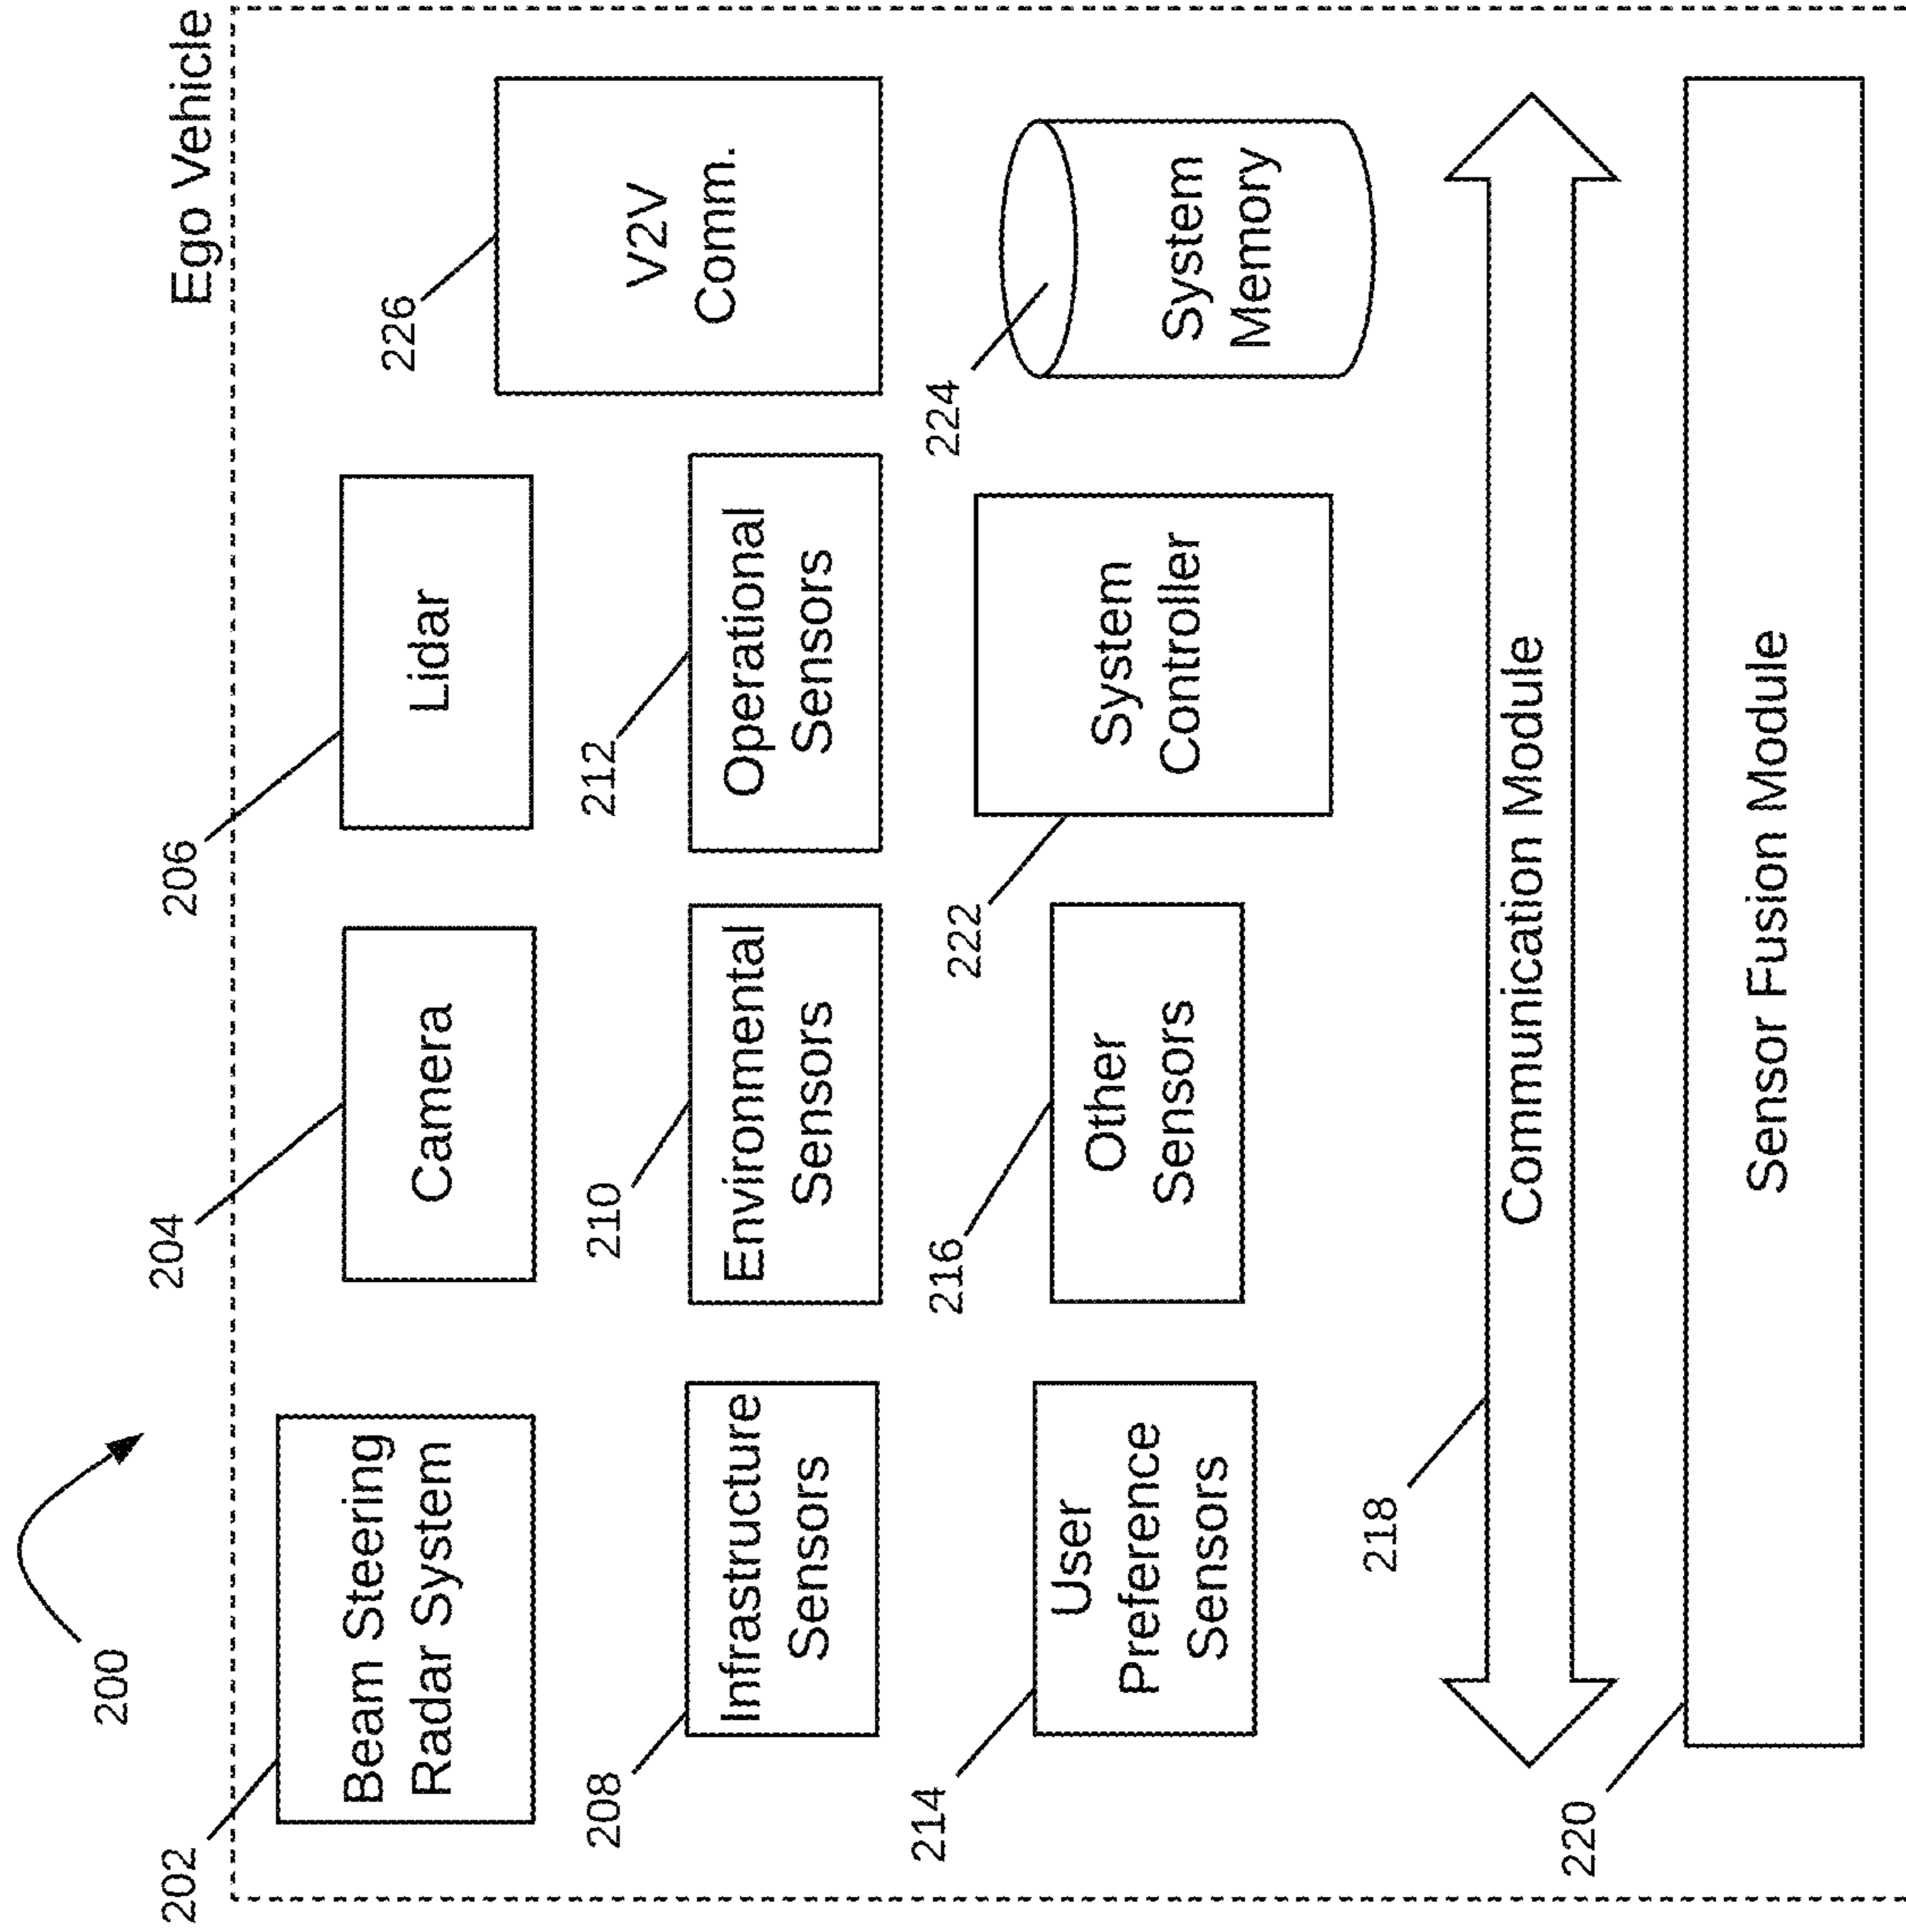 200
Ego Vehicle
202
Beam Steering
Radar System
204
Camera
206
Lidar
226
V2V
Comm.
208
Infrastructure
Sensors
210
Environmental
Sensors
212
Operational
Sensors
214
User
Preference
Sensors
216
Other
Sensors
222
System
Controller
224
System
Memory
218
Communication Module
220
Sensor Fusion Module